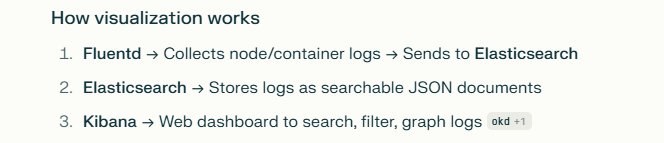 How visualization works
1. Fluentd → Collects node/container logs → Sends to Elasticsearch
2. Elasticsearch → Stores logs as searchable JSON documents
3. Kibana → Web dashboard to search, filter, graph logs okd +1